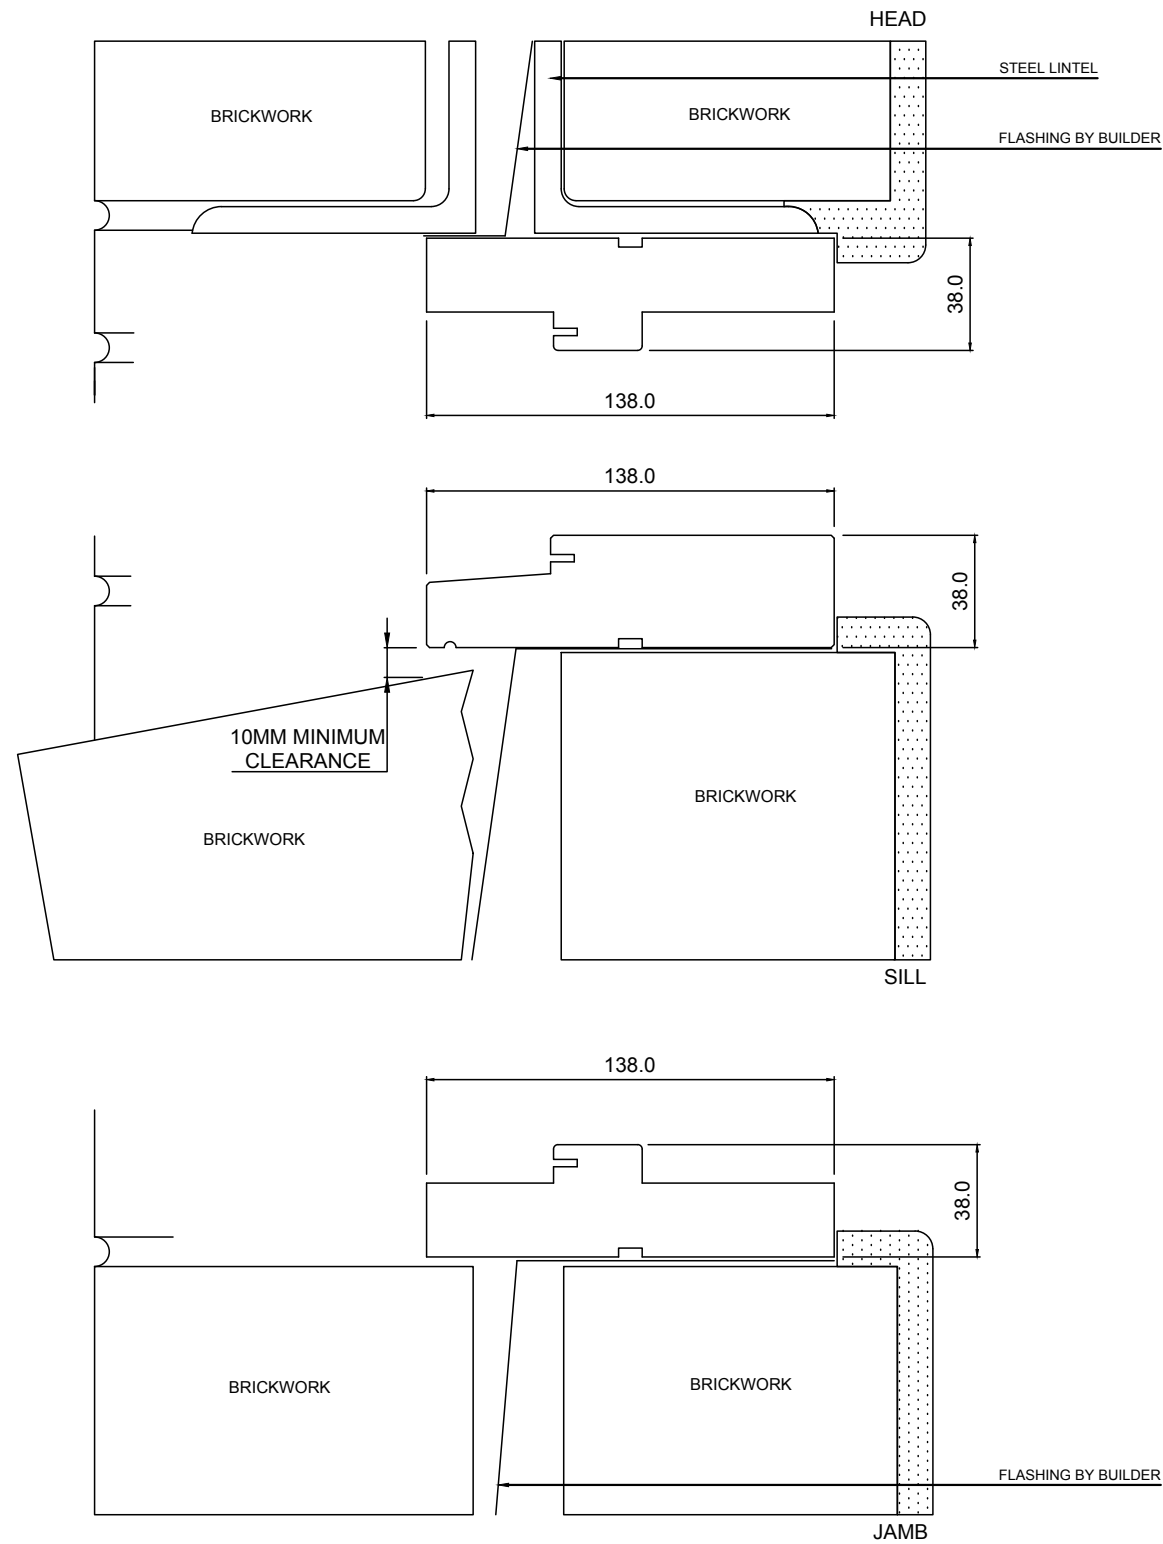 HEAD
STEEL LINTEL
BRICKWORK
BRICKWORK
FLASHING BY BUILDER
38.0
138.0
138.0
38.0
10MM MINIMUM
CLEARANCE
BRICKWORK
BRICKWORK
SILL
138.0
38.0
BRICKWORK
BRICKWORK
FLASHING BY BUILDER
JAMB